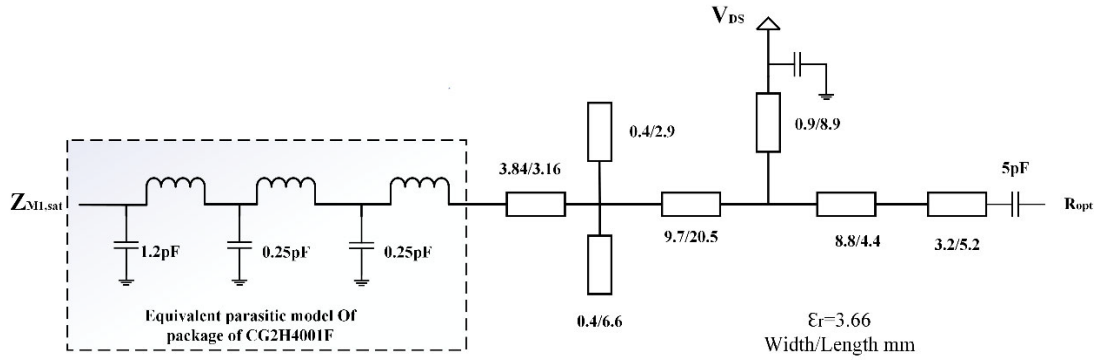 V_DS
0.4/2.9
0.9/8.9
3.84/3.16
5pF
Z_M1,sat
R_opt
9.7/20.5
8.8/4.4
3.2/5.2
1.2pF
0.25pF
0.25pF
Equivalent parasitic model Of
package of CG2H4001F
0.4/6.6
Ɛr=3.66
Width/Length mm